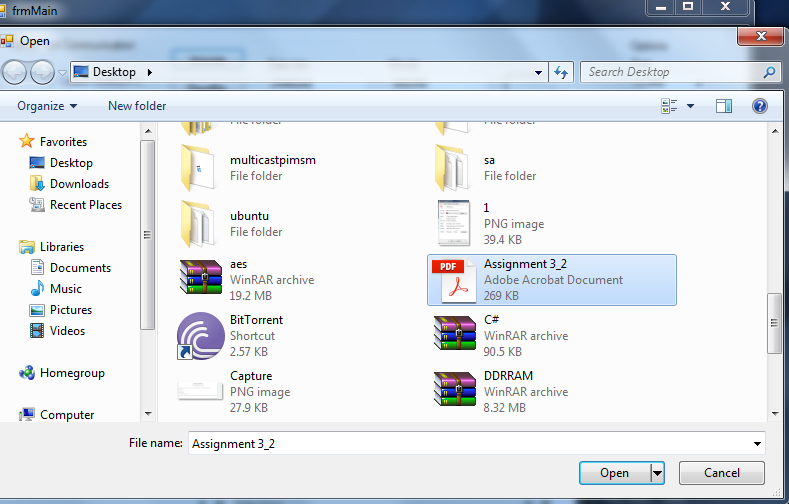 frmMain
Open
Desktop
Search Desktop
Organize
New folder
Favorites
Desktop
Downloads
Recent Places
Libraries
Documents
Music
Pictures
Videos
Homegroup
Computer
File folder
File folder
multicastpimsm
File folder
sa
File folder
ubuntu
File folder
1
PNG image
39.4 KB
aes
WinRAR archive
19.2 MB
PDF
Assignment 3_2
Adobe Acrobat Document
269 KB
BitTorrent
Shortcut
2.57 KB
C#
WinRAR archive
90.5 KB
Capture
PNG image
27.9 KB
DDRRAM
WinRAR archive
8.32 MB
File name: Assignment 3_2
Open
Cancel